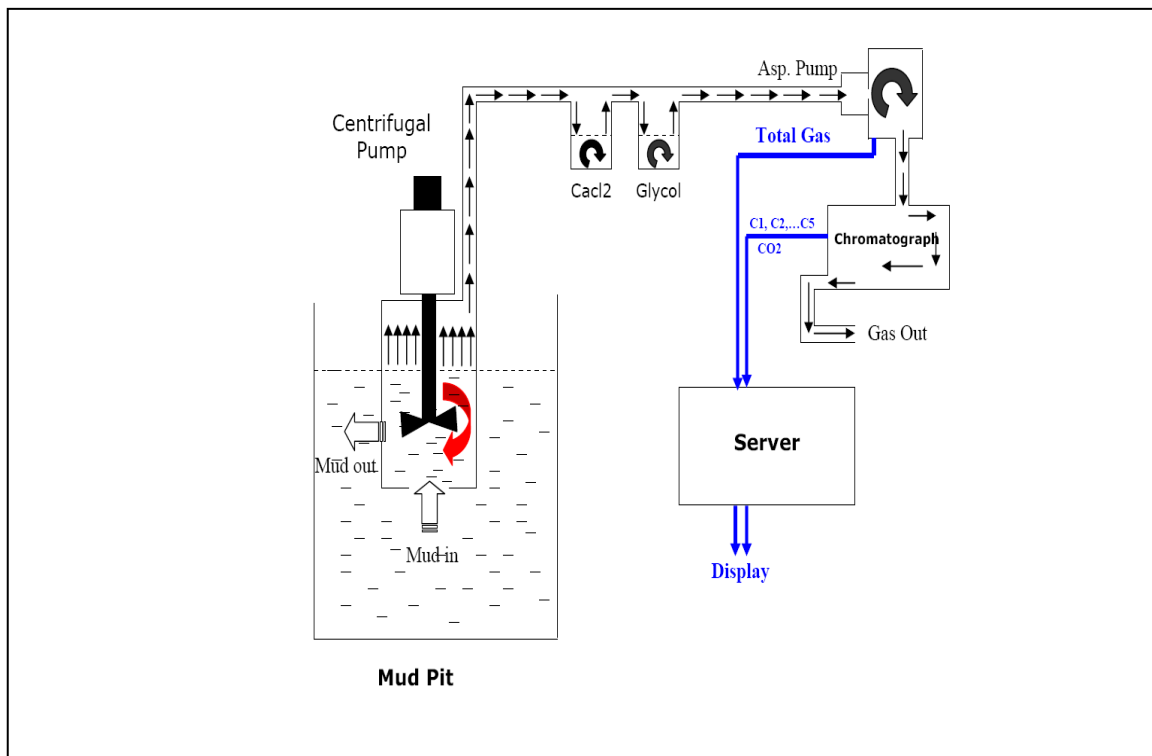 Asp. Pump
Centrifugal
Pump
Total Gas
Cacl2
Glycol
C1, C2,...C5
CO2
Chromatograph
Gas Out
Server
Mud out
Mud in
Display
Mud Pit